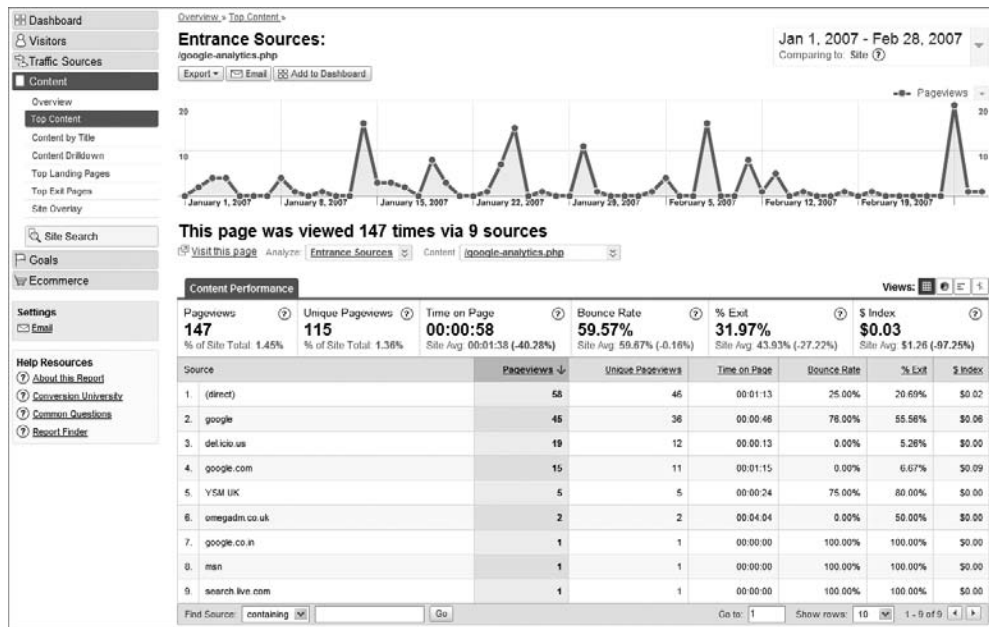 Dashboard
Visitors
Traffic Sources
Content
Overview
Top Content
Content by Title
Content Drilldown
Top Landing Pages
Top Exit Pages
Site Overlay
Site Search
Goals
Ecommerce
Settings
Email
Help Resources
? About this Report
? Conversion University
? Common Questions
? Report Finder
Overview » Top Content »
Entrance Sources:
/google-analytics.php
Jan 1, 2007 - Feb 28, 2007
Comparing to: Site ?
Export Email Add to Dashboard
Pageviews
20 20
10 10
January 1, 2007 January 8, 2007 January 15, 2007 January 22, 2007 January 29, 2007 February 5, 2007 February 12, 2007 February 19, 2007
This page was viewed 147 times via 9 sources
Visit this page Analyze: Entrance Sources Content: /google-analytics.php
Content Performance Views:
Pageviews ? Unique Pageviews ? Time on Page ? Bounce Rate ? % Exit ? $ Index ?
147 115 00:00:58 59.57% 31.97% $0.03
% of Site Total: 1.45% % of Site Total: 1.36% Site Avg: 00:01:38 (-40.28%) Site Avg: 59.67% (-0.16%) Site Avg: 43.93% (-27.22%) Site Avg: $1.26 (-97.25%)
Source Pageviews ↓ Unique Pageviews Time on Page Bounce Rate % Exit $ Index
1. (direct) 58 46 00:01:13 25.00% 20.69% $0.02
2. google 45 36 00:00:46 76.00% 55.56% $0.06
3. del.icio.us 19 12 00:00:13 0.00% 5.26% $0.00
4. google.com 15 11 00:01:15 0.00% 6.67% $0.09
5. YSM UK 5 5 00:00:24 75.00% 80.00% $0.00
6. omegadm.co.uk 2 2 00:04:04 0.00% 50.00% $0.00
7. google.co.in 1 1 00:00:00 100.00% 100.00% $0.00
8. msn 1 1 00:00:00 100.00% 100.00% $0.00
9. search.live.com 1 1 00:00:00 100.00% 100.00% $0.00
Find Source: containing Go Go to: 1 Show rows: 10 1 - 9 of 9